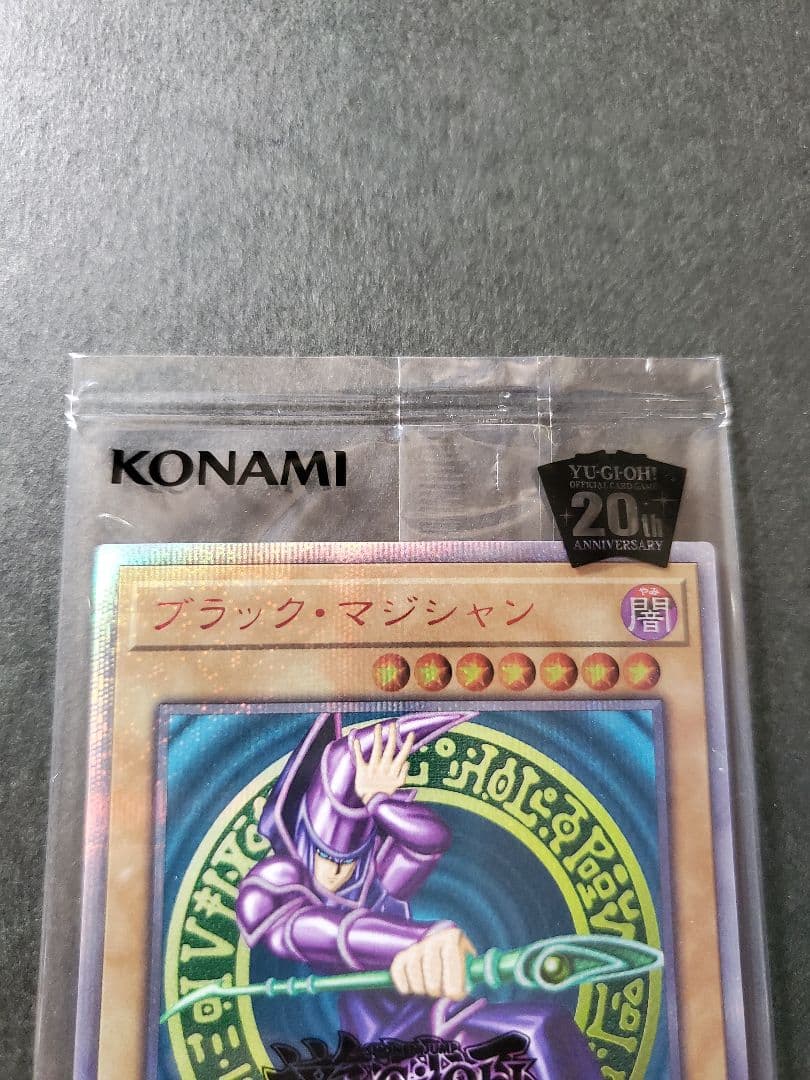 KONAMI
YU-GI-OH!
OFFICIAL CARD GAME
20th
ANNIVERSARY
ブラック・マジシャン
やみ
闇